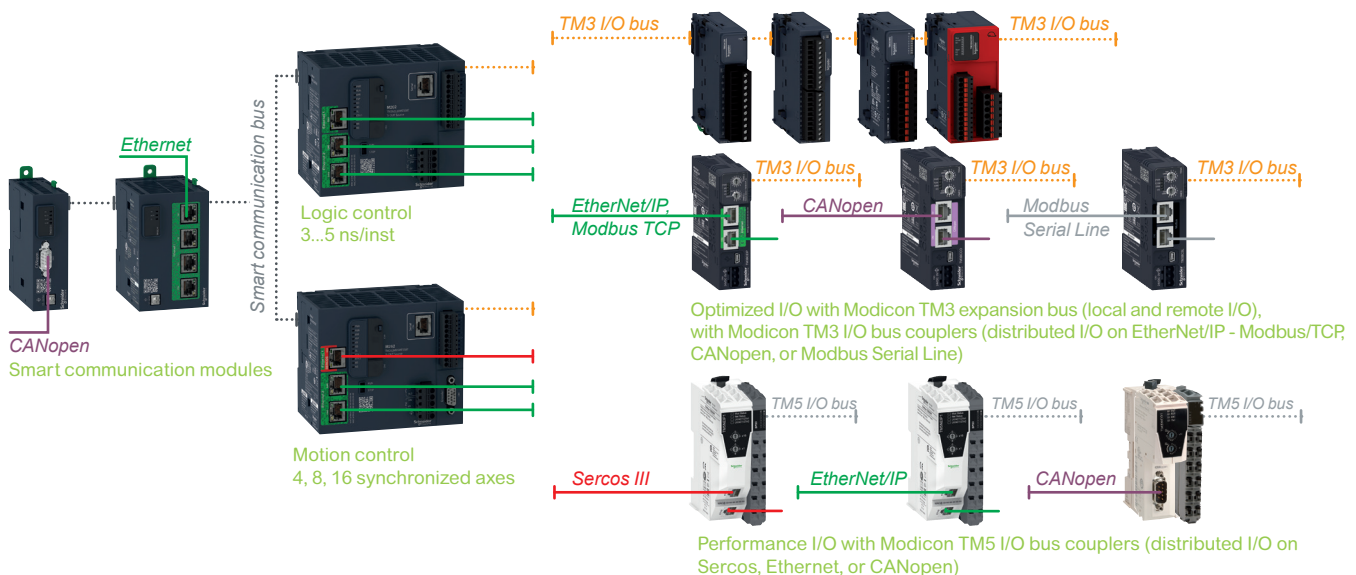 TM3 I/O bus
TM3 I/O bus
Smart communication bus
Ethernet
CANopen
Smart communication modules
Logic control
3...5 ns/inst
Motion control
4, 8, 16 synchronized axes
TM3 I/O bus
TM3 I/O bus
TM3 I/O bus
EtherNet/IP,
Modbus TCP
CANopen
Modbus
Serial Line
Optimized I/O with Modicon TM3 expansion bus (local and remote I/O),
with Modicon TM3 I/O bus couplers (distributed I/O on EtherNet/IP - Modbus/TCP,
CANopen, or Modbus Serial Line)
TM5 I/O bus
TM5 I/O bus
TM5 I/O bus
Sercos III
EtherNet/IP
CANopen
Performance I/O with Modicon TM5 I/O bus couplers (distributed I/O on
Sercos, Ethernet, or CANopen)